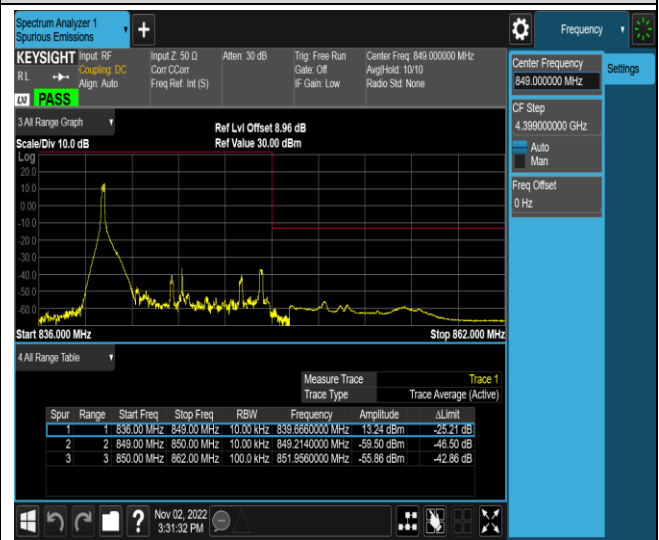 Spectrum Analyzer 1
Spurious Emissions
Frequency
KEYSIGHT Input: RF Input Z: 50 Ω Atten: 30 dB Trig: Free Run Center Freq: 849.000000 MHz
RL Coupling: DC Corr CCorr Gate: Off Avg|Hold: 10/10
Align: Auto Freq Ref: Int (S) IF Gain: Low Radio Std: None
LXI PASS
Center Frequency
849.000000 MHz
Settings
CF Step
4.399000000 GHz
Auto
Man
Freq Offset
0 Hz
3 All Range Graph
Ref Lvl Offset 8.96 dB
Scale/Div 10.0 dB Ref Value 30.00 dBm
Log
20.0
10.0
0.00
-10.0
-20.0
-30.0
-40.0
-50.0
-60.0
Start 836.000 MHz Stop 862.000 MHz
4 All Range Table
Measure Trace Trace 1
Trace Type Trace Average (Active)
Spur Range Start Freq Stop Freq RBW Frequency Amplitude ΔLimit
1 1 836.00 MHz 849.00 MHz 10.00 kHz 839.6660000 MHz 13.24 dBm -25.21 dB
2 2 849.00 MHz 850.00 MHz 10.00 kHz 849.2140000 MHz -59.50 dBm -46.50 dB
3 3 850.00 MHz 862.00 MHz 100.0 kHz 851.9560000 MHz -55.86 dBm -42.86 dB
Nov 02, 2022
3:31:32 PM